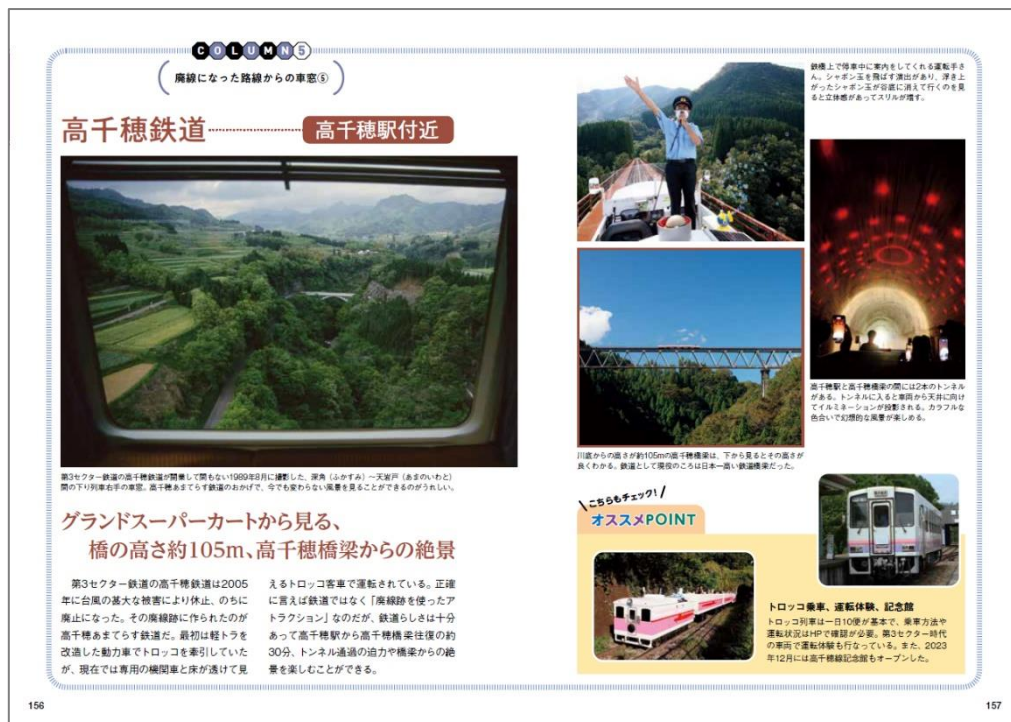 COLUMN5
廃線になった路線からの車窓⑤
高千穂鉄道
高千穂駅付近
第3セクター鉄道の高千穂鉄道が開業して間もない1989年8月に撮影した、深角（ふかすみ）〜天岩戸（あまのいわと）
間の下り列車右手の車窓。高千穂あまてらす鉄道のおかげで、今でも変わらない風景を見ることができるのがうれしい。
グランドスーパーカートから見る、
橋の高さ約105m、高千穂橋梁からの絶景
第3セクター鉄道の高千穂鉄道は2005
年に台風の甚大な被害により休止、のちに
廃止になった。その廃線跡に作られたのが
高千穂あまてらす鉄道だ。最初は軽トラを
改造した動力車でトロッコを牽引していた
が、現在では専用の機関車と床が透けて見
えるトロッコ客車で運転されている。正確
に言えば鉄道ではなく「廃線跡を使ったア
トラクション」なのだが、鉄道らしさは十分
あって高千穂駅から高千穂橋梁往復の約
30分、トンネル通過の迫力や橋梁からの絶
景を楽しむことができる。
156
鉄橋上で停車中に案内をしてくれる運転手さ
ん。シャボン玉を飛ばす演出があり、浮き上
がったシャボン玉が谷底に消えて行くのを見
ると立体感があってスリルが増す。
高千穂駅と高千穂橋梁の間には2本のトンネル
がある。トンネルに入ると車両から天井に向け
てイルミネーションが投影される。カラフルな
色合いで幻想的な風景が楽しめる。
川底からの高さが約105mの高千穂橋梁は、下から見るとその高さが
良くわかる。鉄道として現役のころは日本一高い鉄道橋梁だった。
こちらもチェック！
オススメPOINT
トロッコ乗車、運転体験、記念館
トロッコ列車は一日10便が基本で、乗車方法や
運転状況はHPで確認が必要。第3セクター時代
の車両で運転体験も行なっている。また、2023
年12月には高千穂線記念館もオープンした。
157